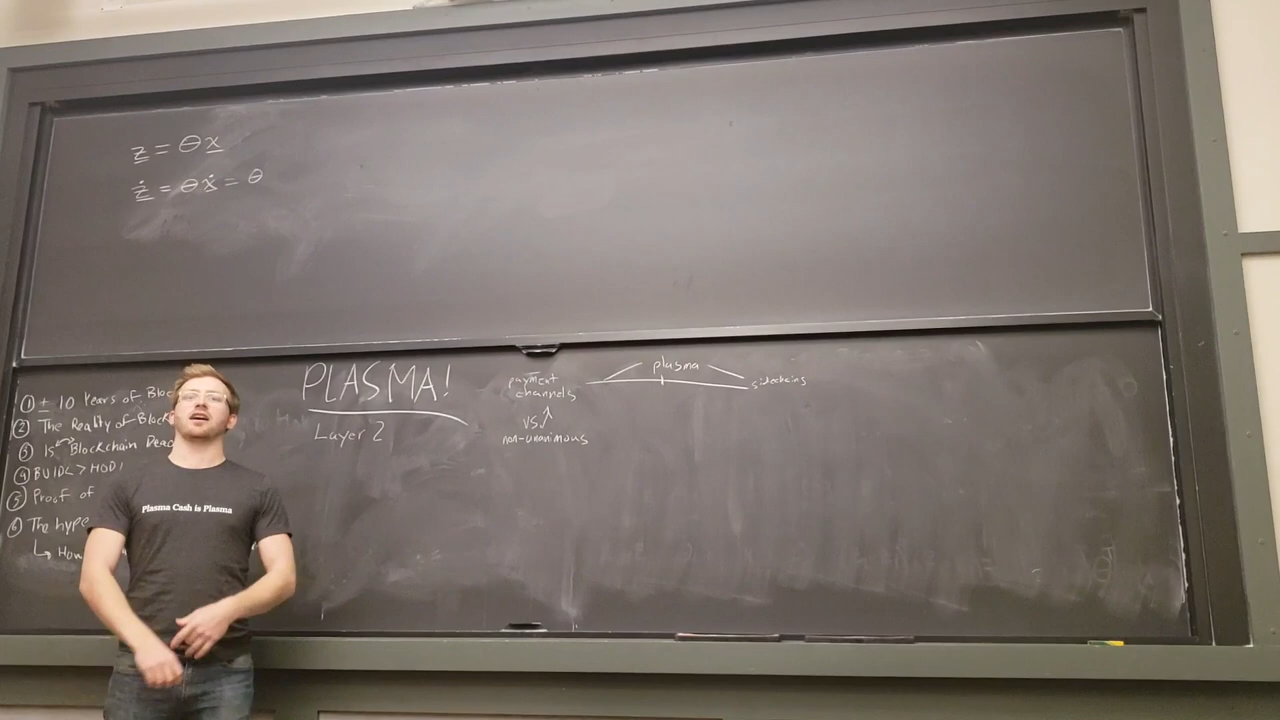 z = θx
ż = θẋ = θ
① ± 10 Years of Bloc
② The Reality of Block
③ Is Blockchain Dead
④ BUIDL > HODL
⑤ Proof of
⑥ The hype
↳ How
PLASMA!
Layer 2
payment
channels
vs
non-unanimous
plasma
sidechains
Plasma Cash is Plasma